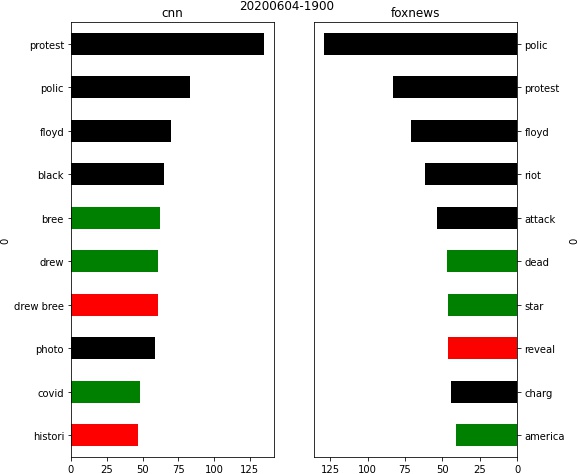 20200604-1900
cnn
foxnews
protest
polic
floyd
black
bree
drew
drew bree
photo
covid
histori
0
0 25 50 75 100 125
polic
protest
floyd
riot
attack
dead
star
reveal
charg
america
0
125 100 75 50 25 0